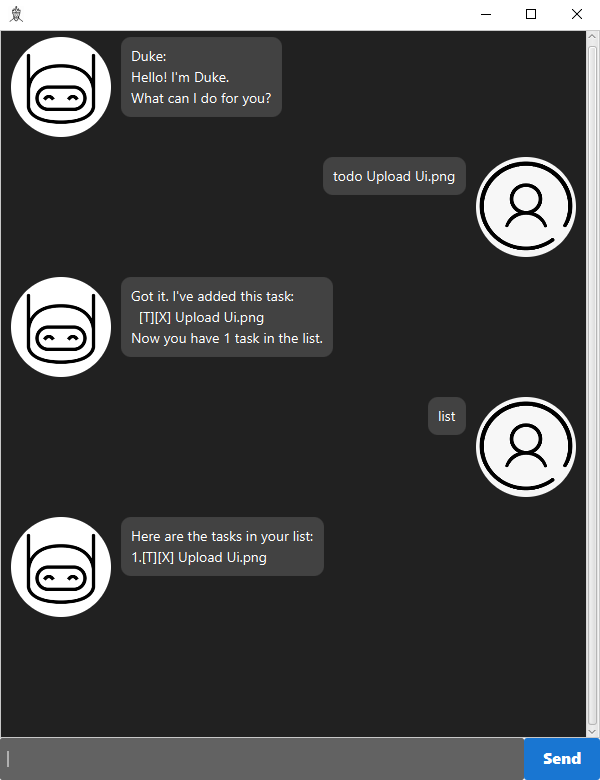 Duke:
Hello! I'm Duke.
What can I do for you?
todo Upload Ui.png
Got it. I've added this task:
  [T][X] Upload Ui.png
Now you have 1 task in the list.
list
Here are the tasks in your list:
1.[T][X] Upload Ui.png
Send